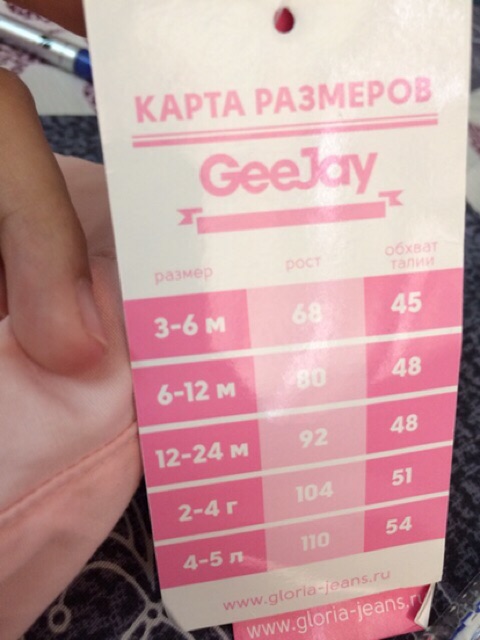 КАРТА РАЗМЕРОВ
GeeJay
размер рост обхват талии
3-6 м 68 45
6-12 м 80 48
12-24 м 92 48
2-4 г 104 51
4-5 л 110 54
www.gloria-jeans.ru
www.gloria-jeans.ru